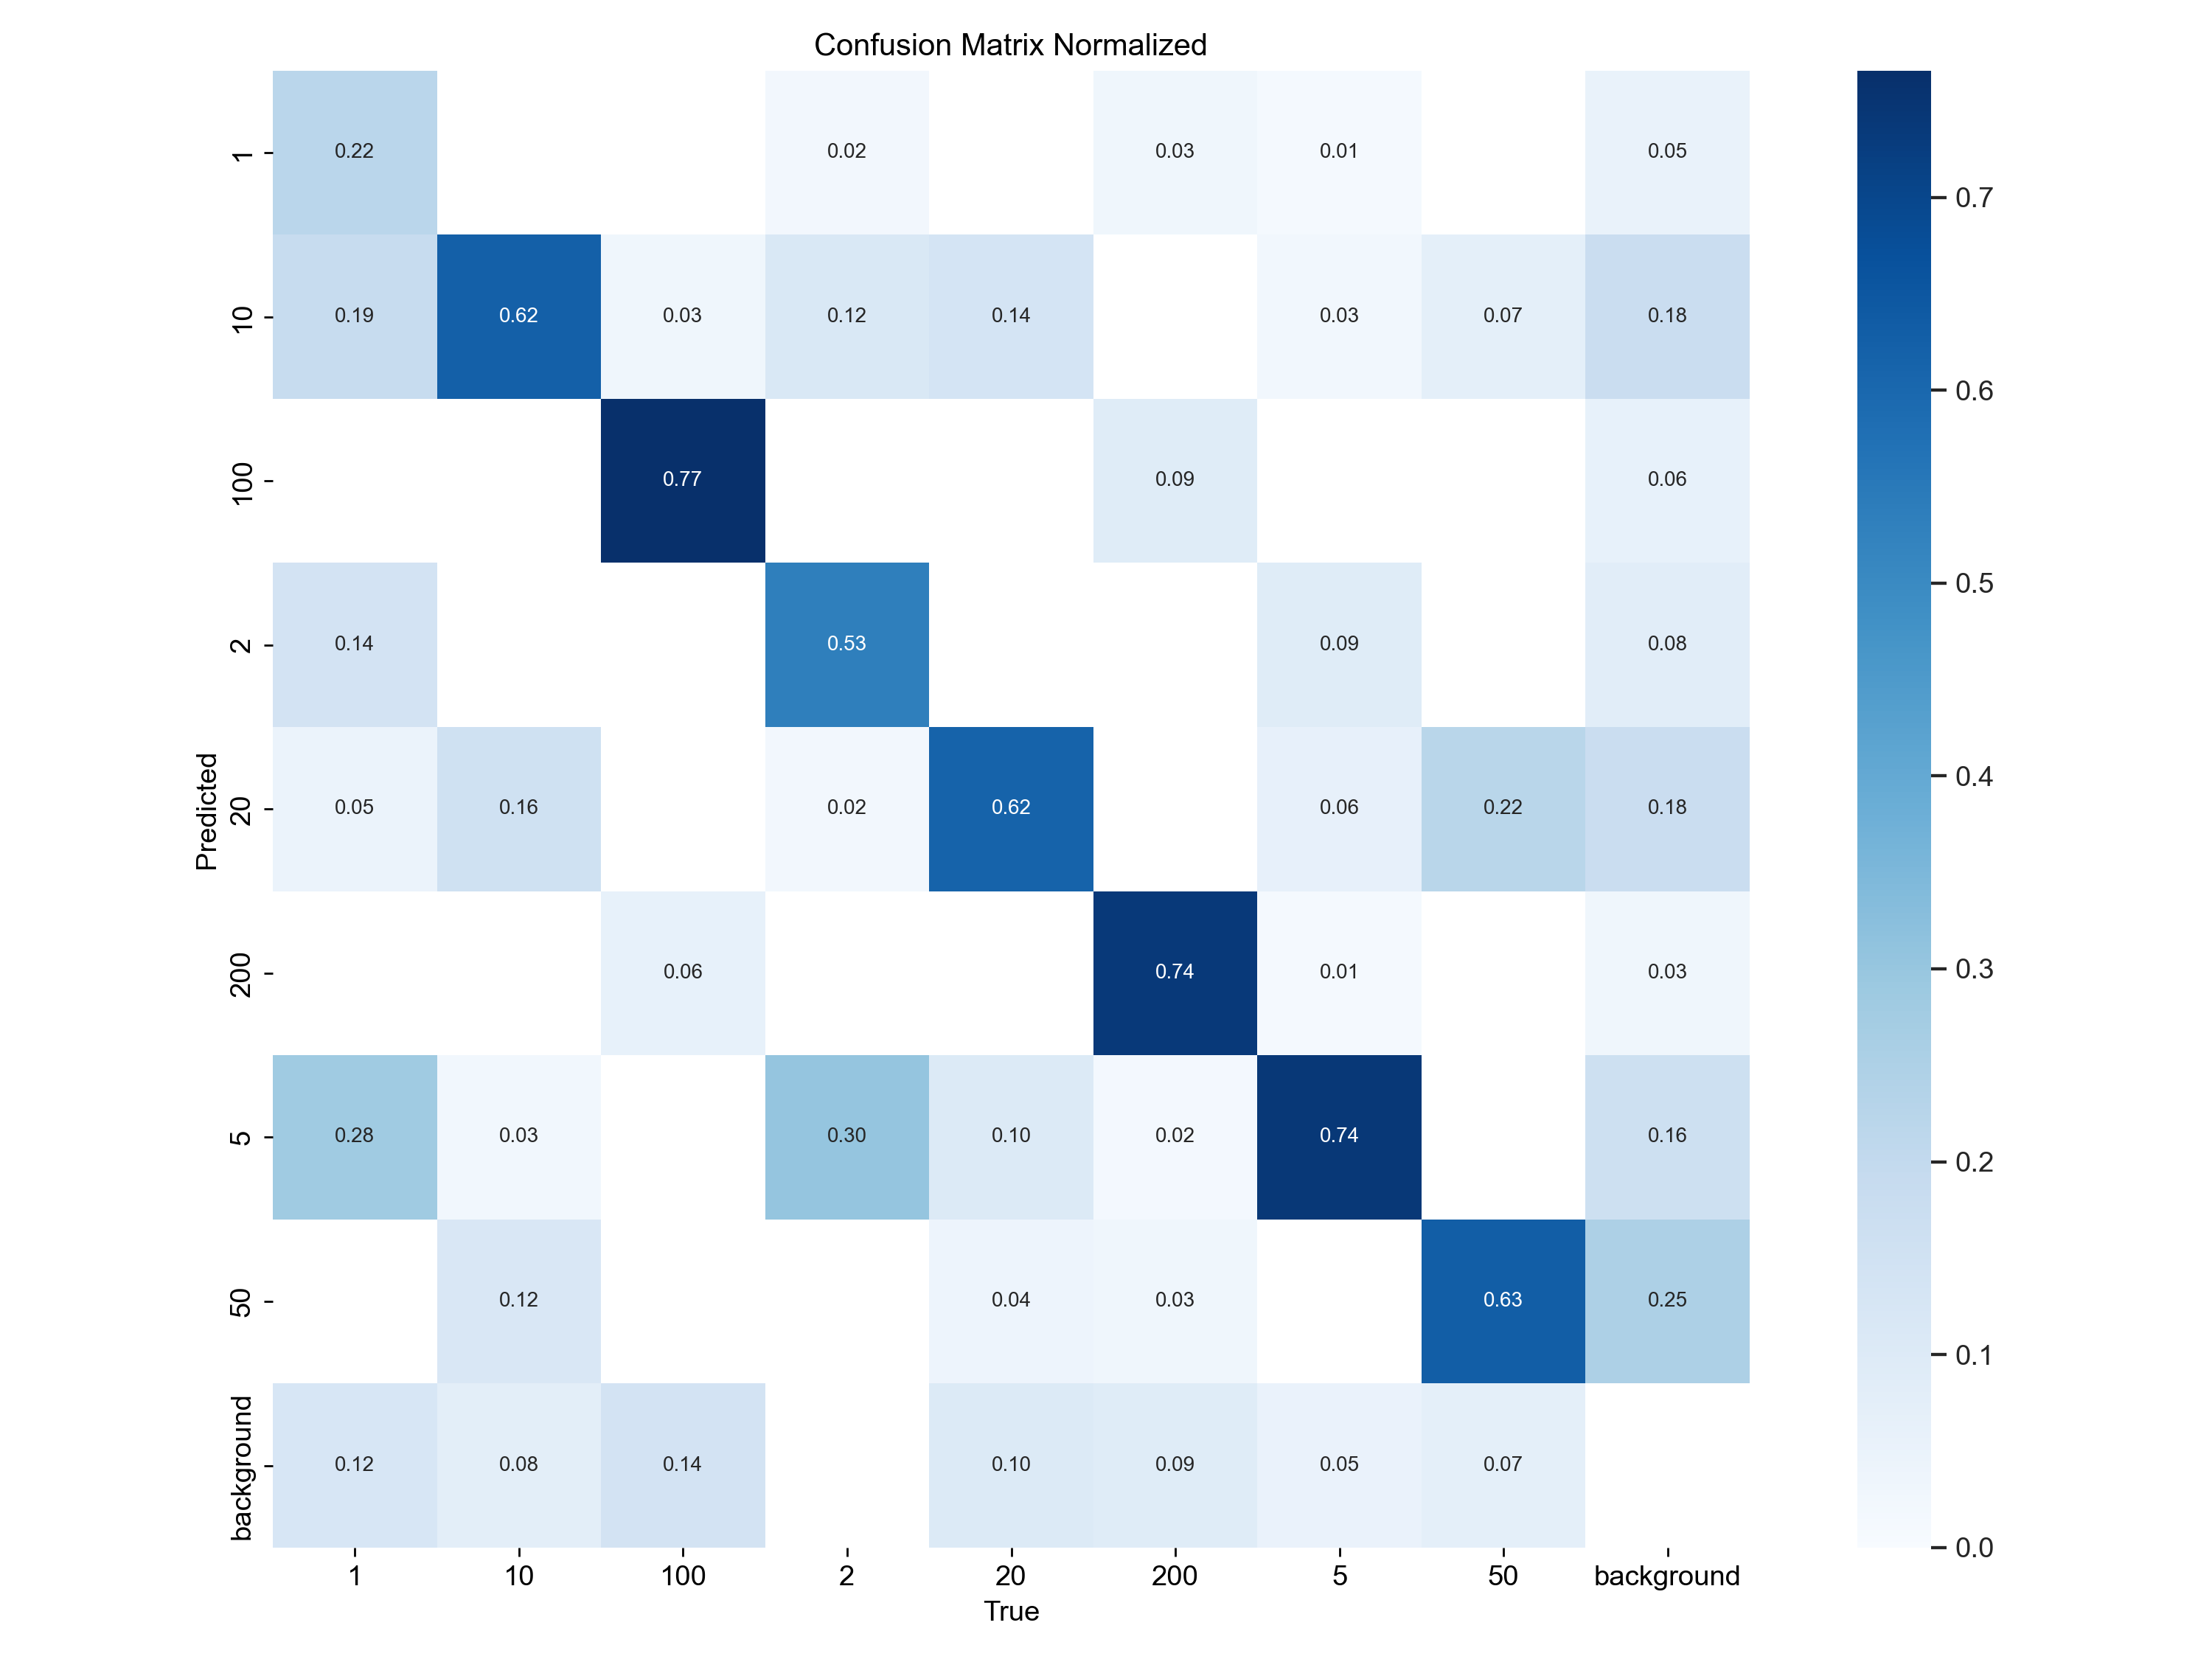 Confusion Matrix Normalized
1 0.22 0.02 0.03 0.01 0.05
10 0.19 0.62 0.03 0.12 0.14 0.03 0.07 0.18
100 0.77 0.09 0.06
2 0.14 0.53 0.09 0.08
Predicted
20 0.05 0.16 0.02 0.62 0.06 0.22 0.18
200 0.06 0.74 0.01 0.03
5 0.28 0.03 0.30 0.10 0.02 0.74 0.16
50 0.12 0.04 0.03 0.63 0.25
background 0.12 0.08 0.14 0.10 0.09 0.05 0.07
1 10 100 2 20 200 5 50 background
True
0.7
0.6
0.5
0.4
0.3
0.2
0.1
0.0